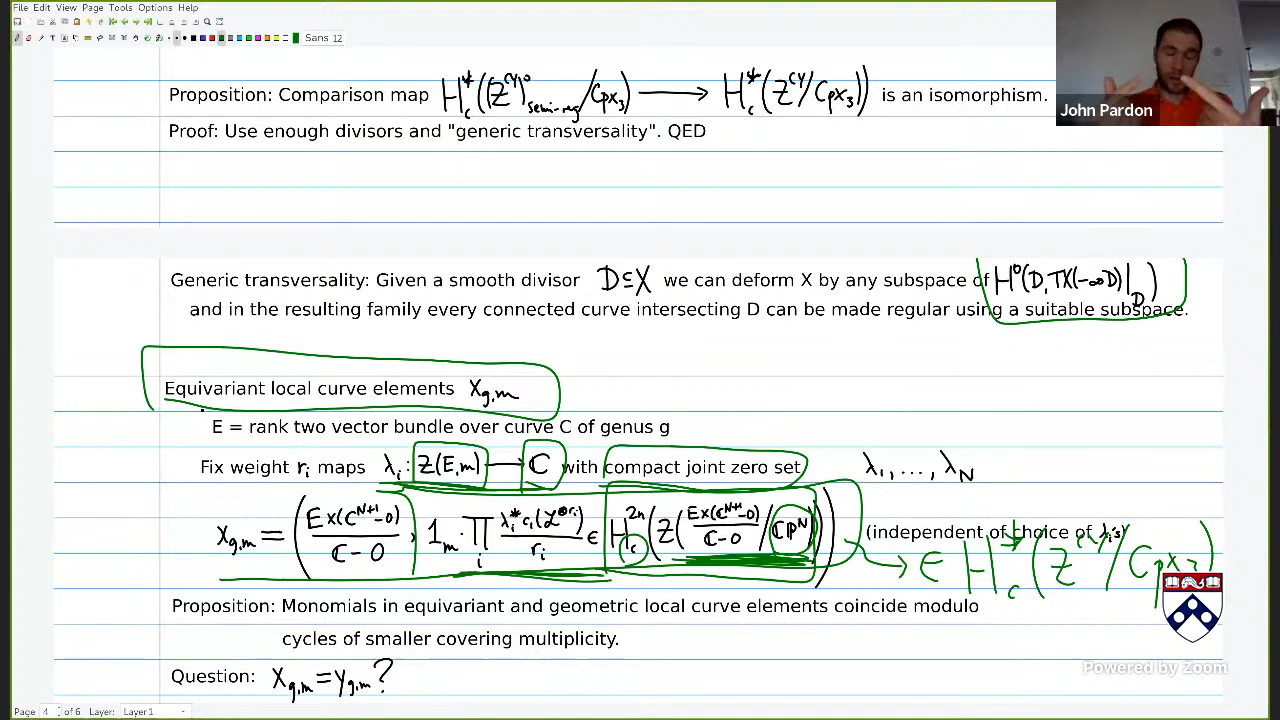 File Edit View Page Tools Options Help
Sans 12
John Pardon
Proposition: Comparison map H_c^*((Z^{CY})^0_{semi-reg}/Cpx_3) ⟶ H_c^*(Z^{CY}/Cpx_3) is an isomorphism.
Proof: Use enough divisors and "generic transversality". QED
Generic transversality: Given a smooth divisor D⊆X we can deform X by any subspace of H^0(D, TX(-∞D)|_D)
and in the resulting family every connected curve intersecting D can be made regular using a suitable subspace.
Equivariant local curve elements x_{g,m}
E = rank two vector bundle over curve C of genus g
Fix weight r_i maps λ_i : Z(E,m) ⟶ ℂ with compact joint zero set λ_1, ..., λ_N
x_{g,m} = (E×(ℂ^{N+1}-0)/ℂ-0, 1_m · ∏_i λ_i^* c_1(L^{⊗r_i})/r_i ∈ H_c^{2n}(Z(E×(ℂ^{N+1}-0)/ℂ-0 / ℂP^N))) (independent of choice of λ_i's) → ∈ H_c^*(Z^{CY}/Cpx_3)
Proposition: Monomials in equivariant and geometric local curve elements coincide modulo
cycles of smaller covering multiplicity.
Question: x_{g,m} = y_{g,m}?
Powered by Zoom
Page 4 of 6 Layer: Layer 1